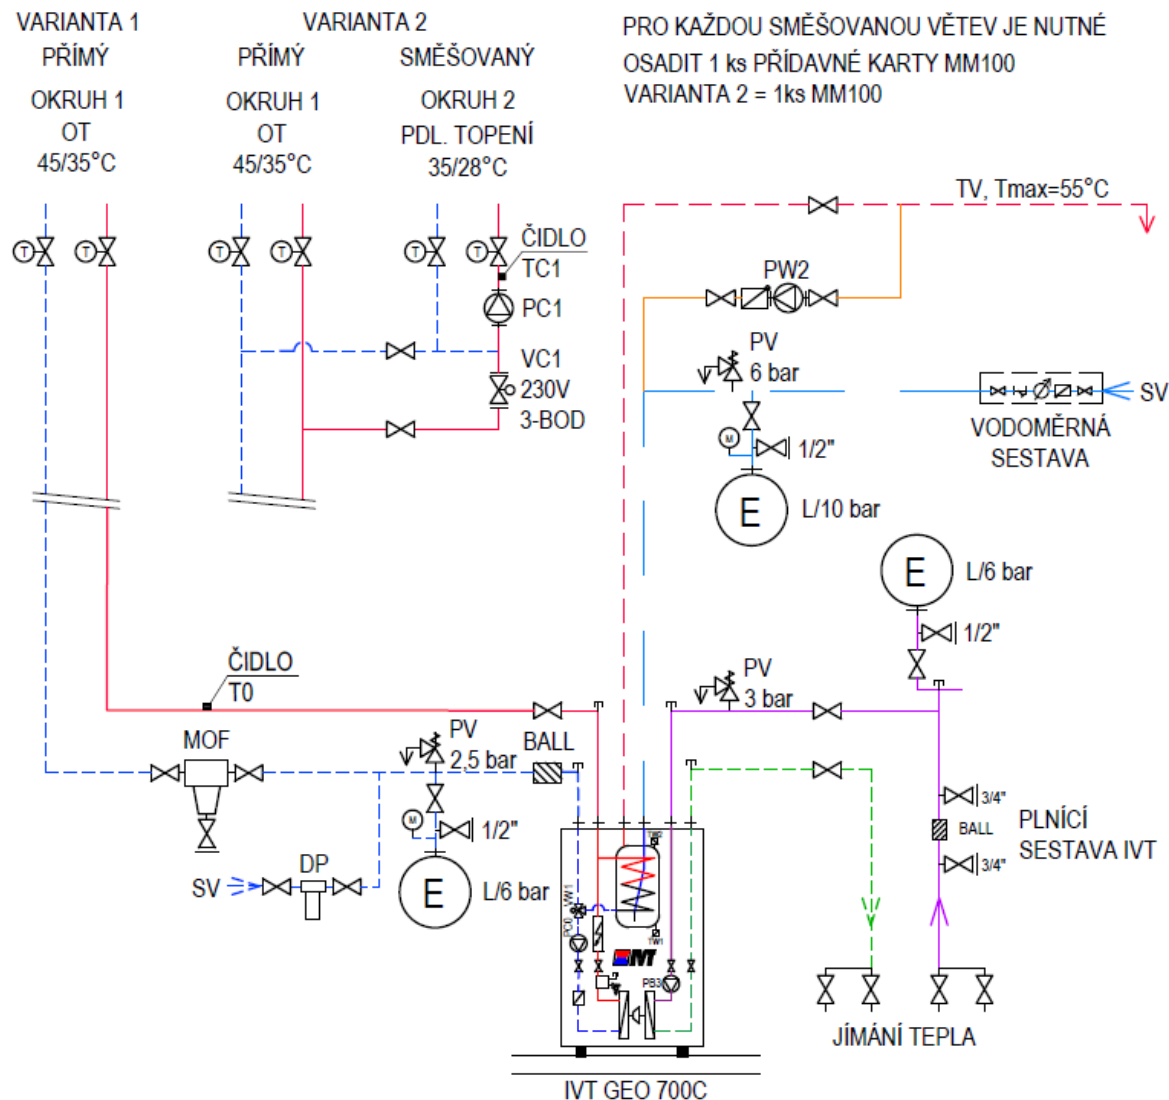 VARIANTA 1
PŘÍMÝ
OKRUH 1
OT
45/35°C
VARIANTA 2
PŘÍMÝ
OKRUH 1
OT
45/35°C
SMĚŠOVANÝ
OKRUH 2
PDL. TOPENÍ
35/28°C
PRO KAŽDOU SMĚŠOVANOU VĚTEV JE NUTNÉ
OSADIT 1 ks PŘÍDAVNÉ KARTY MM100
VARIANTA 2 = 1ks MM100
TV, Tmax=55°C
T
T
T
T
T
T
ČIDLO
TC1
PC1
VC1
230V
3-BOD
PW2
PV
6 bar
SV
VODOMĚRNÁ
SESTAVA
M
1/2"
E
L/10 bar
E
L/6 bar
1/2"
ČIDLO
T0
PV
3 bar
MOF
PV
2,5 bar
BALL
M
1/2"
DP
SV
E
L/6 bar
3/4"
BALL
3/4"
PLNÍCÍ
SESTAVA IVT
TW2
VW1
PC0
TW1
IVT
PB3
JÍMÁNÍ TEPLA
IVT GEO 700C